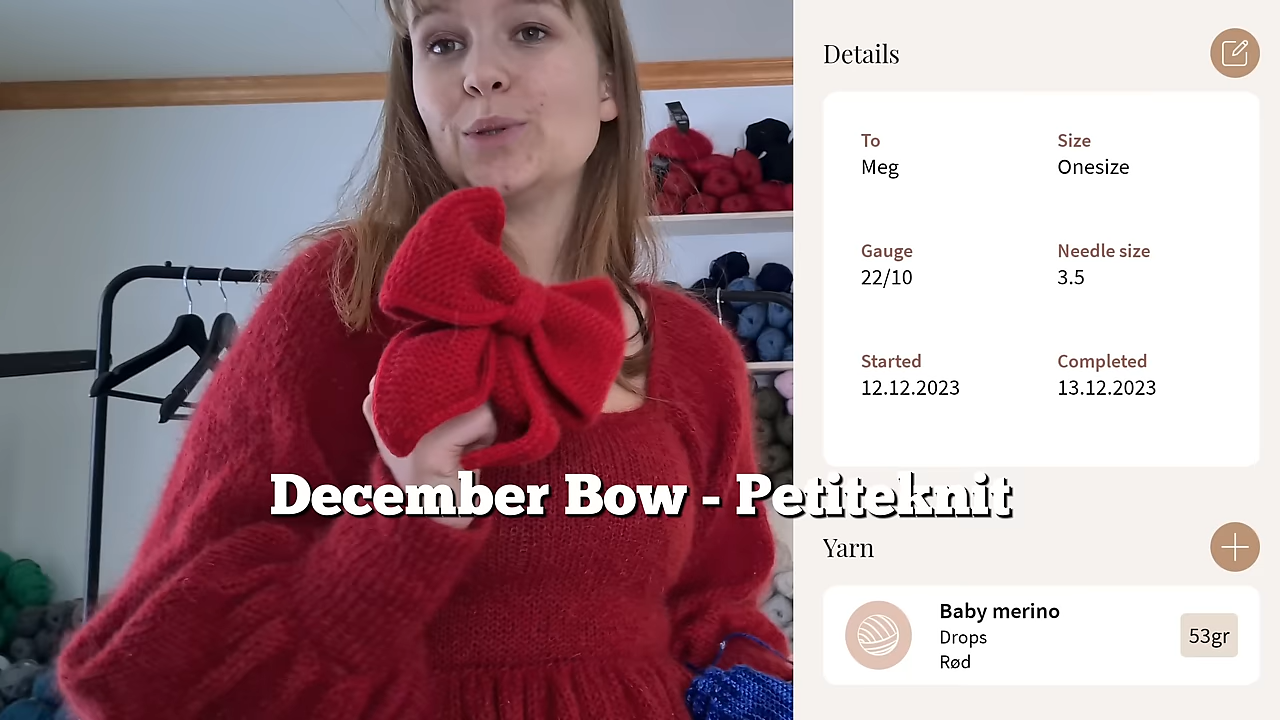 Details
To
Meg
Size
Onesize
Gauge
22/10
Needle size
3.5
Started
12.12.2023
Completed
13.12.2023
December Bow - Petiteknit
Yarn
Baby merino
Drops
Rød
53gr